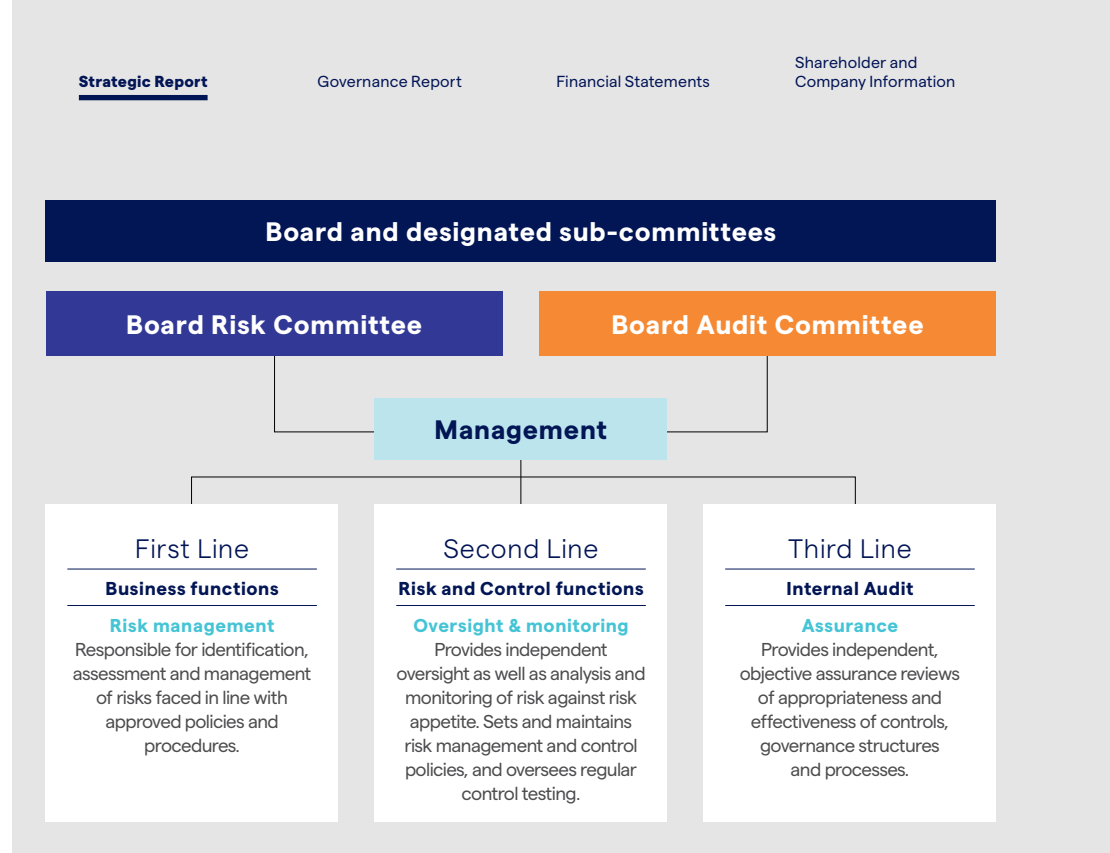 Strategic Report
Governance Report
Financial Statements
Shareholder and
Company Information
Board and designated sub-committees
Board Risk Committee
Board Audit Committee
Management
First Line
Business functions
Risk management
Responsible for identification,
assessment and management
of risks faced in line with
approved policies and
procedures.
Second Line
Risk and Control functions
Oversight & monitoring
Provides independent
oversight as well as analysis and
monitoring of risk against risk
appetite. Sets and maintains
risk management and control
policies, and oversees regular
control testing.
Third Line
Internal Audit
Assurance
Provides independent,
objective assurance reviews
of appropriateness and
effectiveness of controls,
governance structures
and processes.